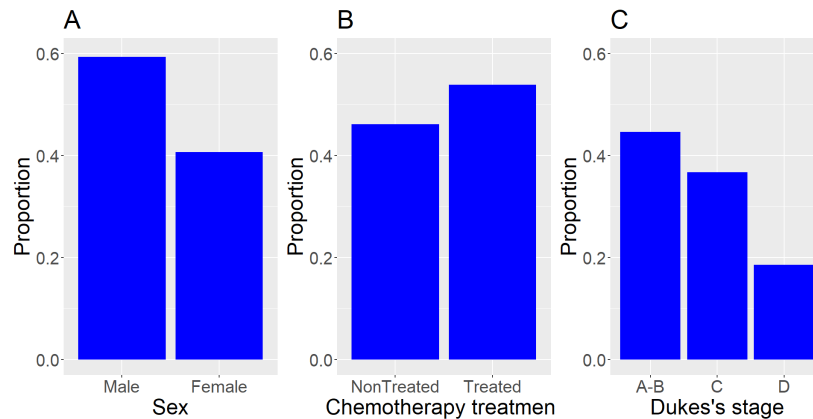 A
Proportion
0.6
0.4
0.2
0.0
Male Female
Sex
B
Proportion
0.6
0.4
0.2
0.0
NonTreated Treated
Chemotherapy treatmen
C
Proportion
0.6
0.4
0.2
0.0
A-B C D
Dukes's stage